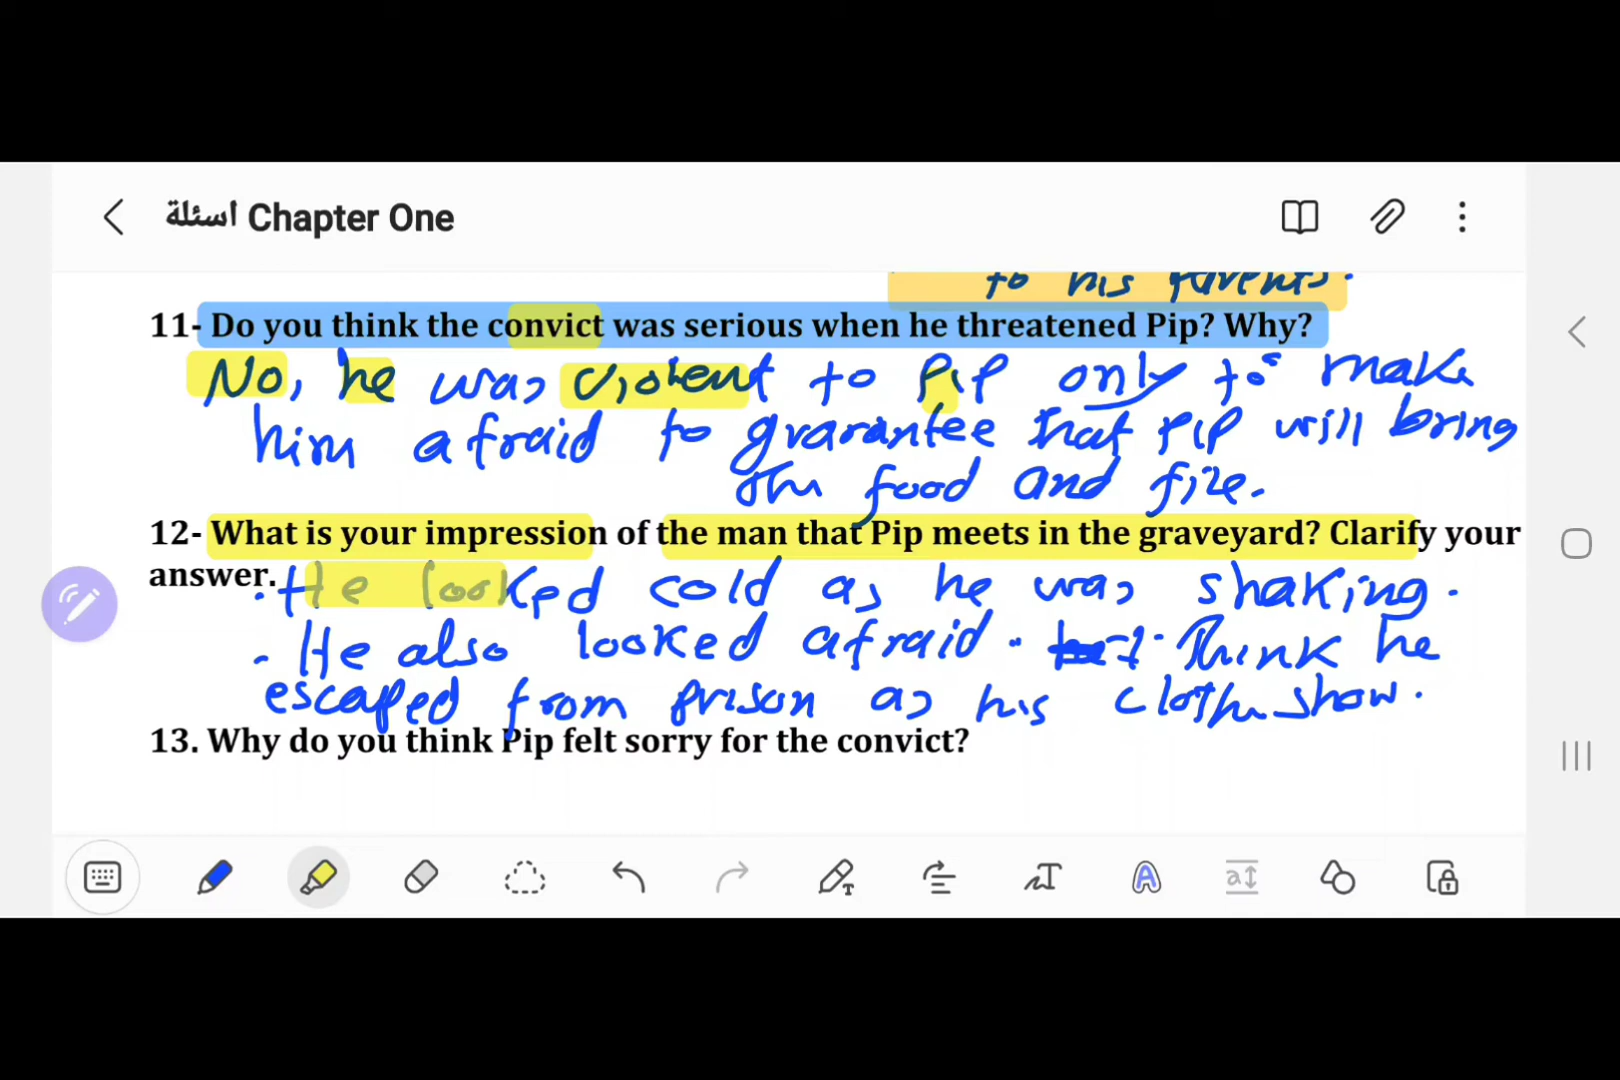 اسئلة Chapter One
to his parents.
11- Do you think the convict was serious when he threatened Pip? Why?
No, he was violent to Pip only to make
him afraid to grarantee that Pip will bring
the food and file.
12- What is your impression of the man that Pip meets in the graveyard? Clarify your
answer. . He looked cold as he was shaking.
- He also looked afraid. . I think he
escaped from prison as his cloths show.
13. Why do you think Pip felt sorry for the convict?